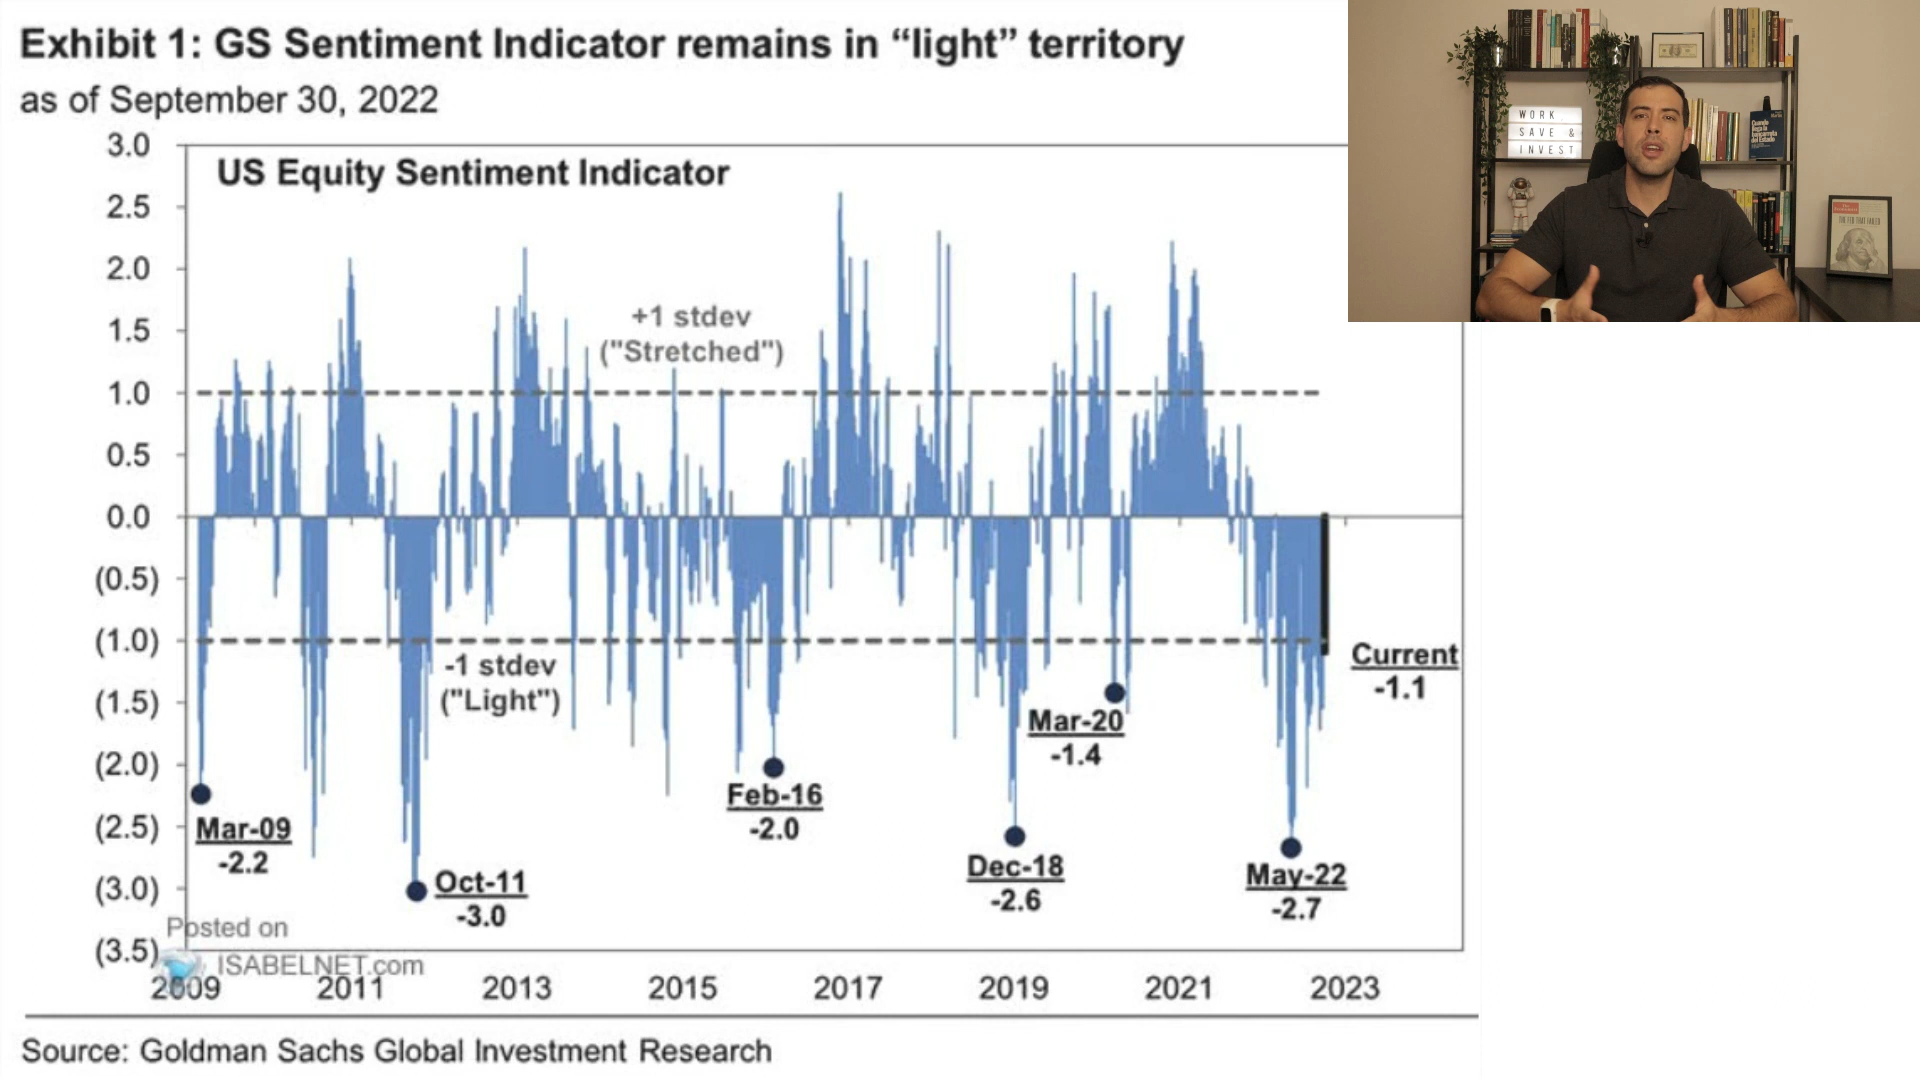 Exhibit 1: GS Sentiment Indicator remains in “light” territory
as of September 30, 2022
3.0
US Equity Sentiment Indicator
2.5
2.0
+1 stdev
1.5
("Stretched")
1.0
0.5
0.0
(0.5)
(1.0)
Current
-1.1
-1 stdev
("Light")
(1.5)
Mar-20
-1.4
(2.0)
Feb-16
-2.0
(2.5)
Mar-09
-2.2
Dec-18
-2.6
May-22
-2.7
(3.0)
Oct-11
-3.0
Posted on
(3.5)
ISABELNET.com
2009 2011 2013 2015 2017 2019 2021 2023
Source: Goldman Sachs Global Investment Research
WORK
SAVE &
INVEST